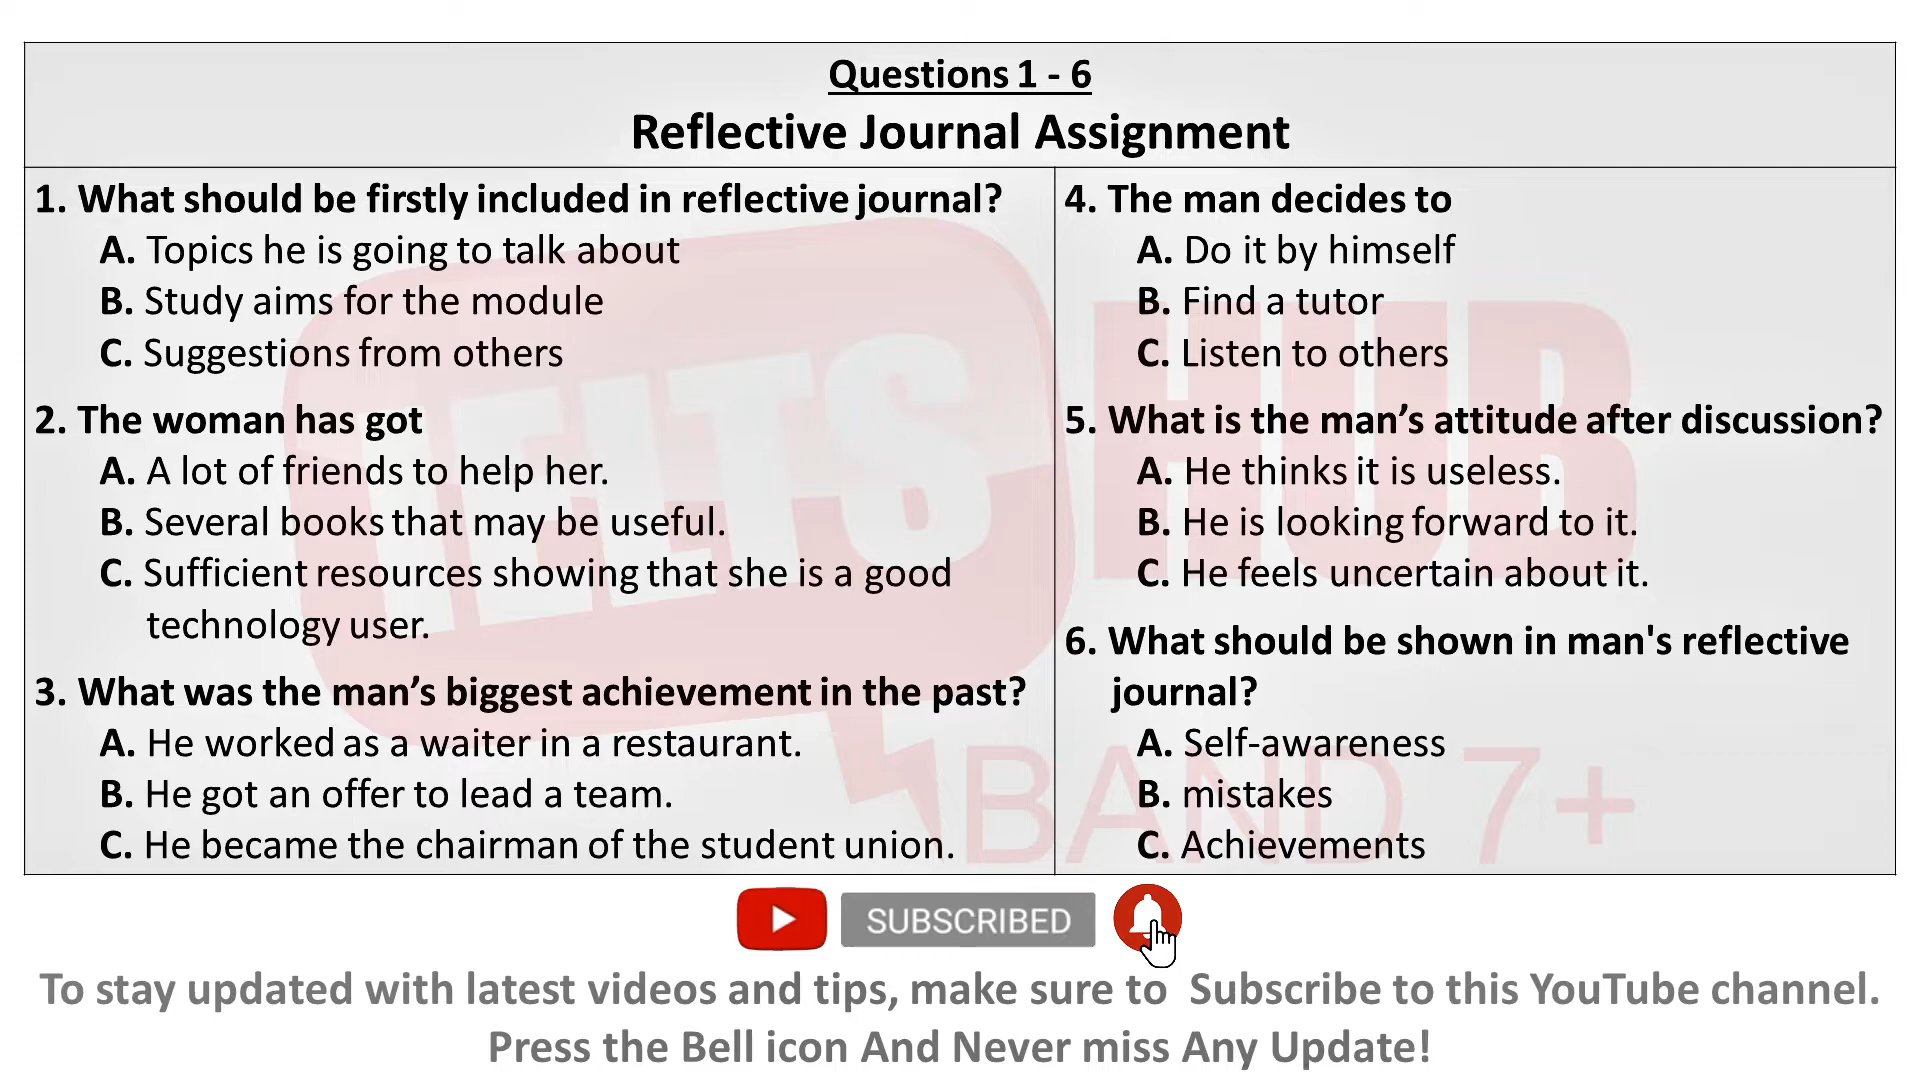 Questions 1 - 6
Reflective Journal Assignment
1. What should be firstly included in reflective journal?
A. Topics he is going to talk about
B. Study aims for the module
C. Suggestions from others
2. The woman has got
A. A lot of friends to help her.
B. Several books that may be useful.
C. Sufficient resources showing that she is a good
technology user.
3. What was the man’s biggest achievement in the past?
A. He worked as a waiter in a restaurant.
B. He got an offer to lead a team.
C. He became the chairman of the student union.
4. The man decides to
A. Do it by himself
B. Find a tutor
C. Listen to others
5. What is the man’s attitude after discussion?
A. He thinks it is useless.
B. He is looking forward to it.
C. He feels uncertain about it.
6. What should be shown in man's reflective
journal?
A. Self-awareness
B. mistakes
C. Achievements
IELTS HUB
BAND 7+
SUBSCRIBED
To stay updated with latest videos and tips, make sure to Subscribe to this YouTube channel.
Press the Bell icon And Never miss Any Update!